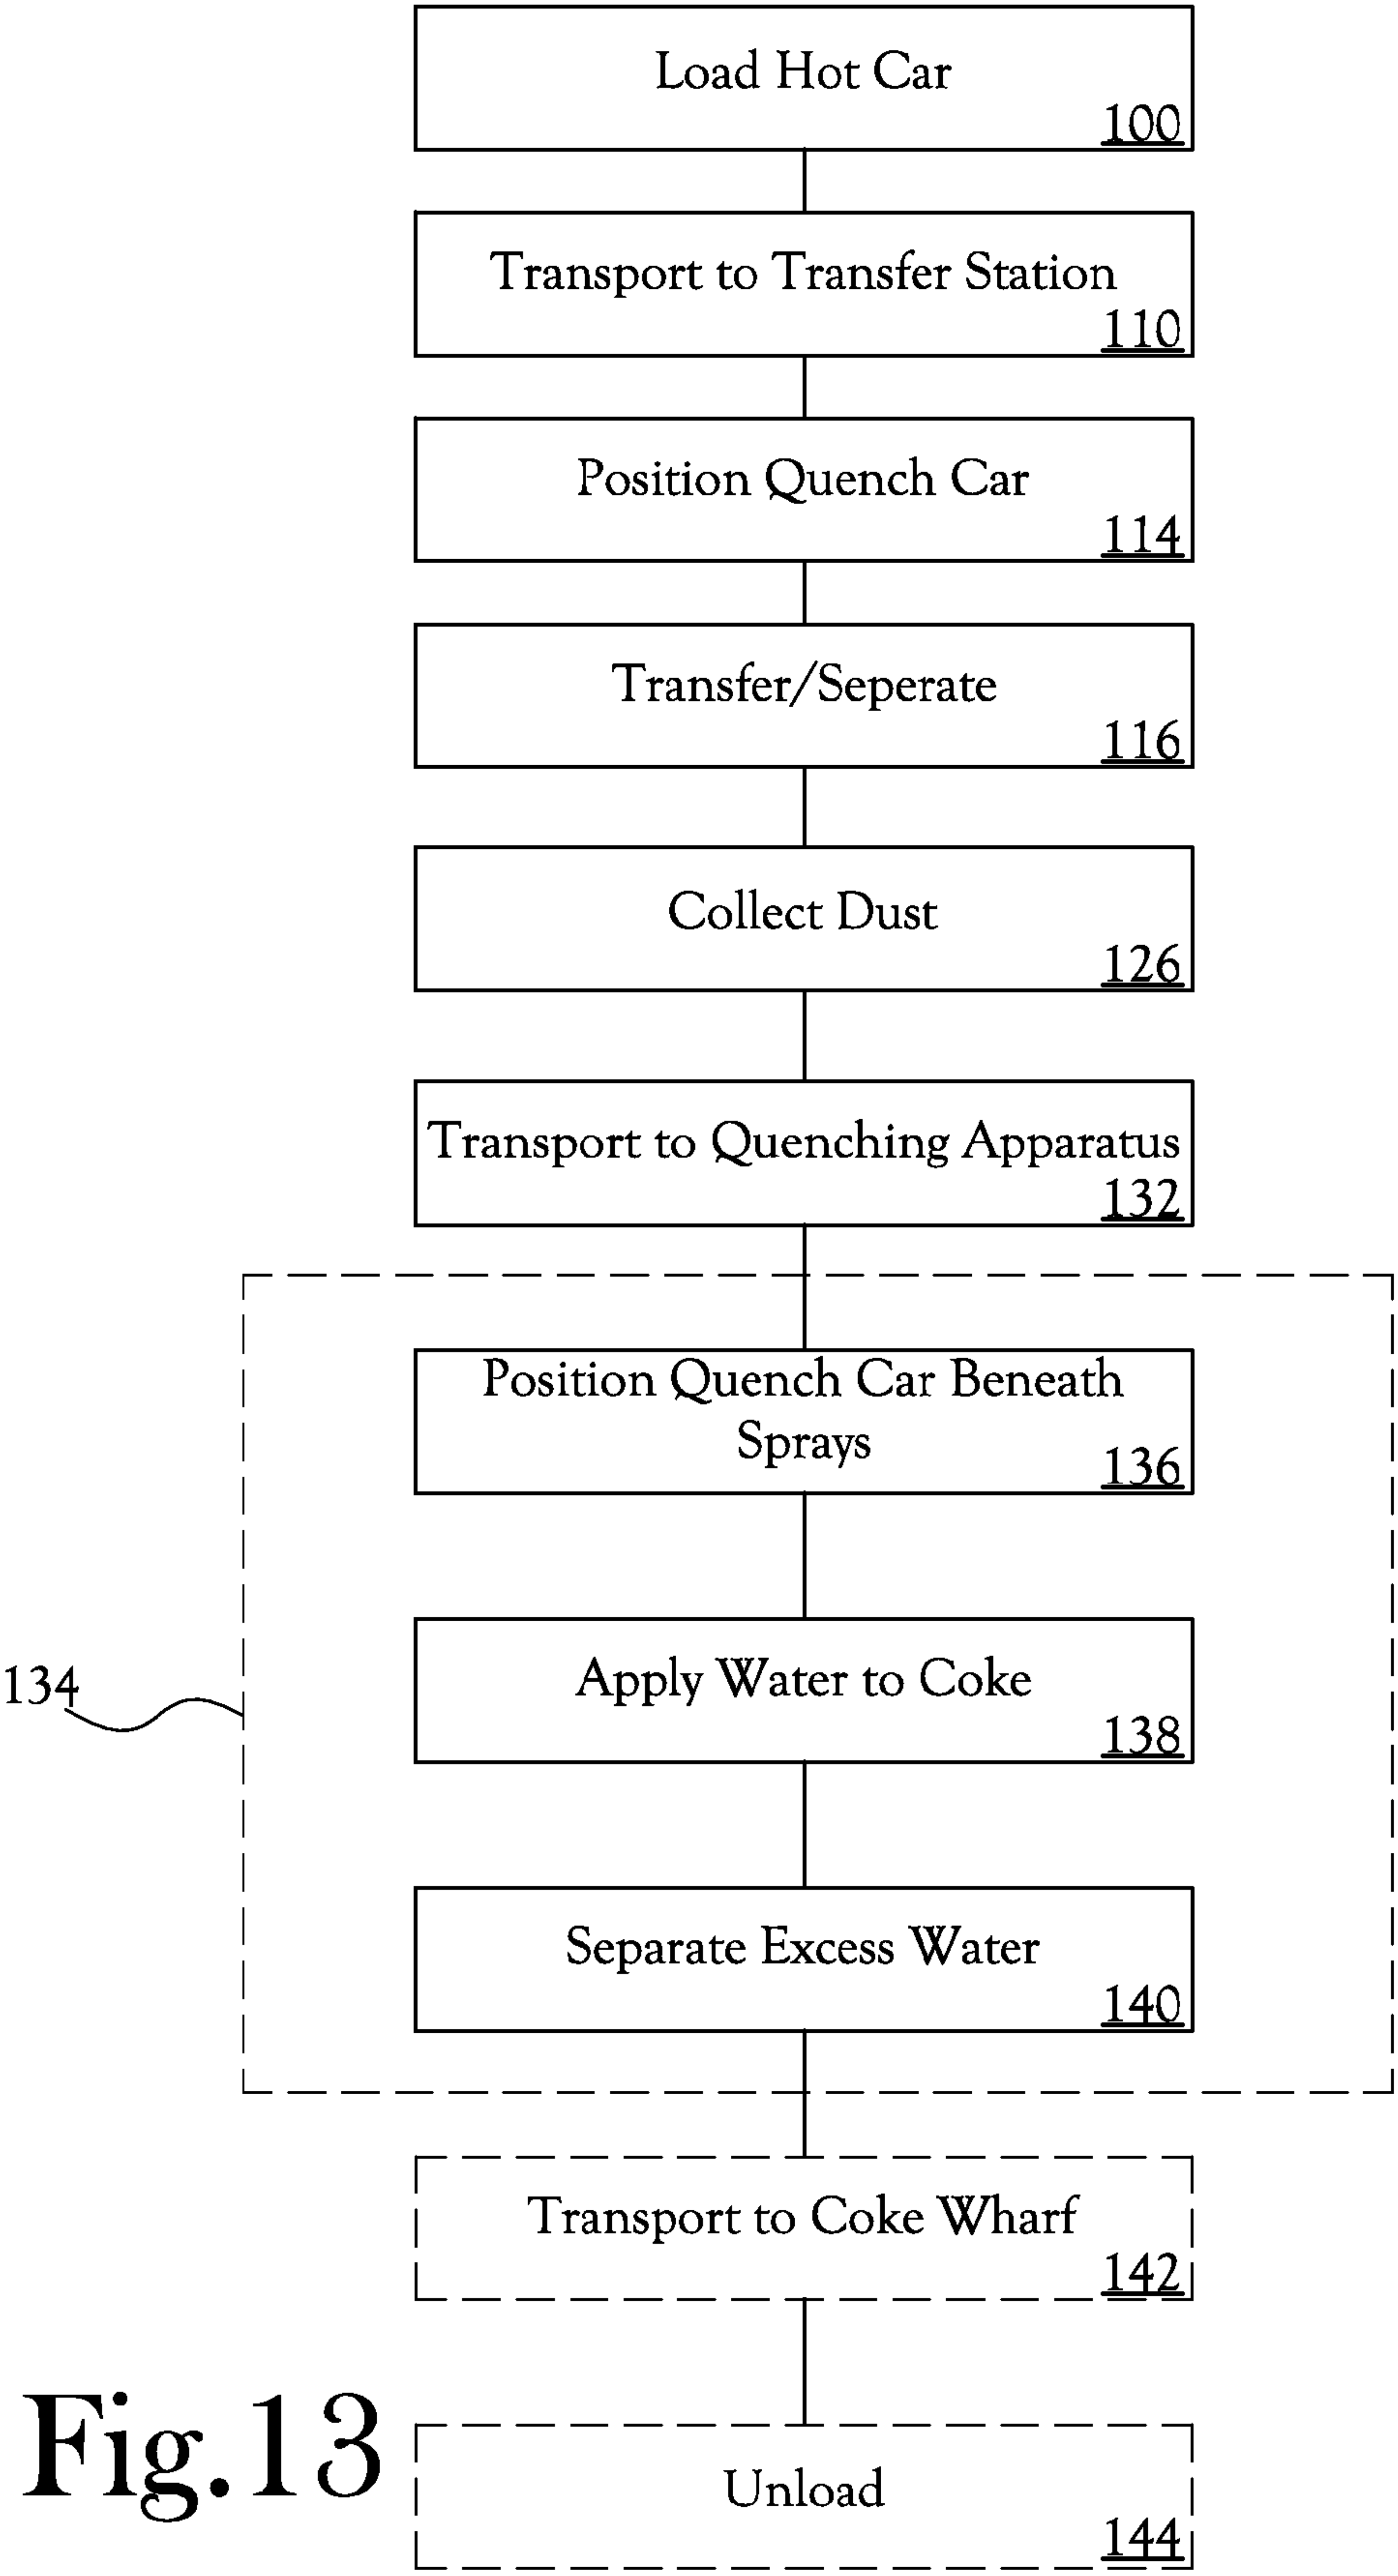 Load Hot Car
100
Transport to Transfer Station
110
Position Quench Car
114
Transfer/Seperate
116
Collect Dust
126
Transport to Quenching Apparatus
132
Position Quench Car Beneath
Sprays
136
134
Apply Water to Coke
138
Separate Excess Water
140
Transport to Coke Wharf
142
Fig.13
Unload
144